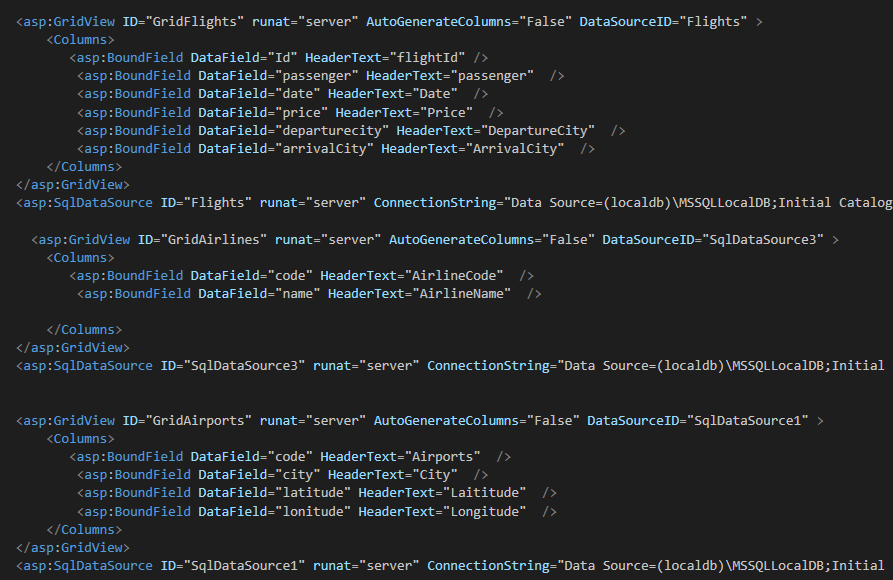 <asp:GridView ID="GridFlights" runat="server" AutoGenerateColumns="False" DataSourceID="Flights" >
<Columns>
<asp:BoundField DataField="Id" HeaderText="flightId" />
<asp:BoundField DataField="passenger" HeaderText="passenger"  />
<asp:BoundField DataField="date" HeaderText="Date"  />
<asp:BoundField DataField="price" HeaderText="Price"  />
<asp:BoundField DataField="departurecity" HeaderText="DepartureCity"  />
<asp:BoundField DataField="arrivalCity" HeaderText="ArrivalCity"  />
</Columns>
</asp:GridView>
<asp:SqlDataSource ID="Flights" runat="server" ConnectionString="Data Source=(localdb)\MSSQLLocalDB;Initial Catalog
<asp:GridView ID="GridAirlines" runat="server" AutoGenerateColumns="False" DataSourceID="SqlDataSource3" >
<Columns>
<asp:BoundField DataField="code" HeaderText="AirlineCode"  />
<asp:BoundField DataField="name" HeaderText="AirlineName"  />
</Columns>
</asp:GridView>
<asp:SqlDataSource ID="SqlDataSource3" runat="server" ConnectionString="Data Source=(localdb)\MSSQLLocalDB;Initial
<asp:GridView ID="GridAirports" runat="server" AutoGenerateColumns="False" DataSourceID="SqlDataSource1" >
<Columns>
<asp:BoundField DataField="code" HeaderText="Airports"  />
<asp:BoundField DataField="city" HeaderText="City"  />
<asp:BoundField DataField="latitude" HeaderText="Laititude"  />
<asp:BoundField DataField="lonitude" HeaderText="Longitude"  />
</Columns>
</asp:GridView>
<asp:SqlDataSource ID="SqlDataSource1" runat="server" ConnectionString="Data Source=(localdb)\MSSQLLocalDB;Initial